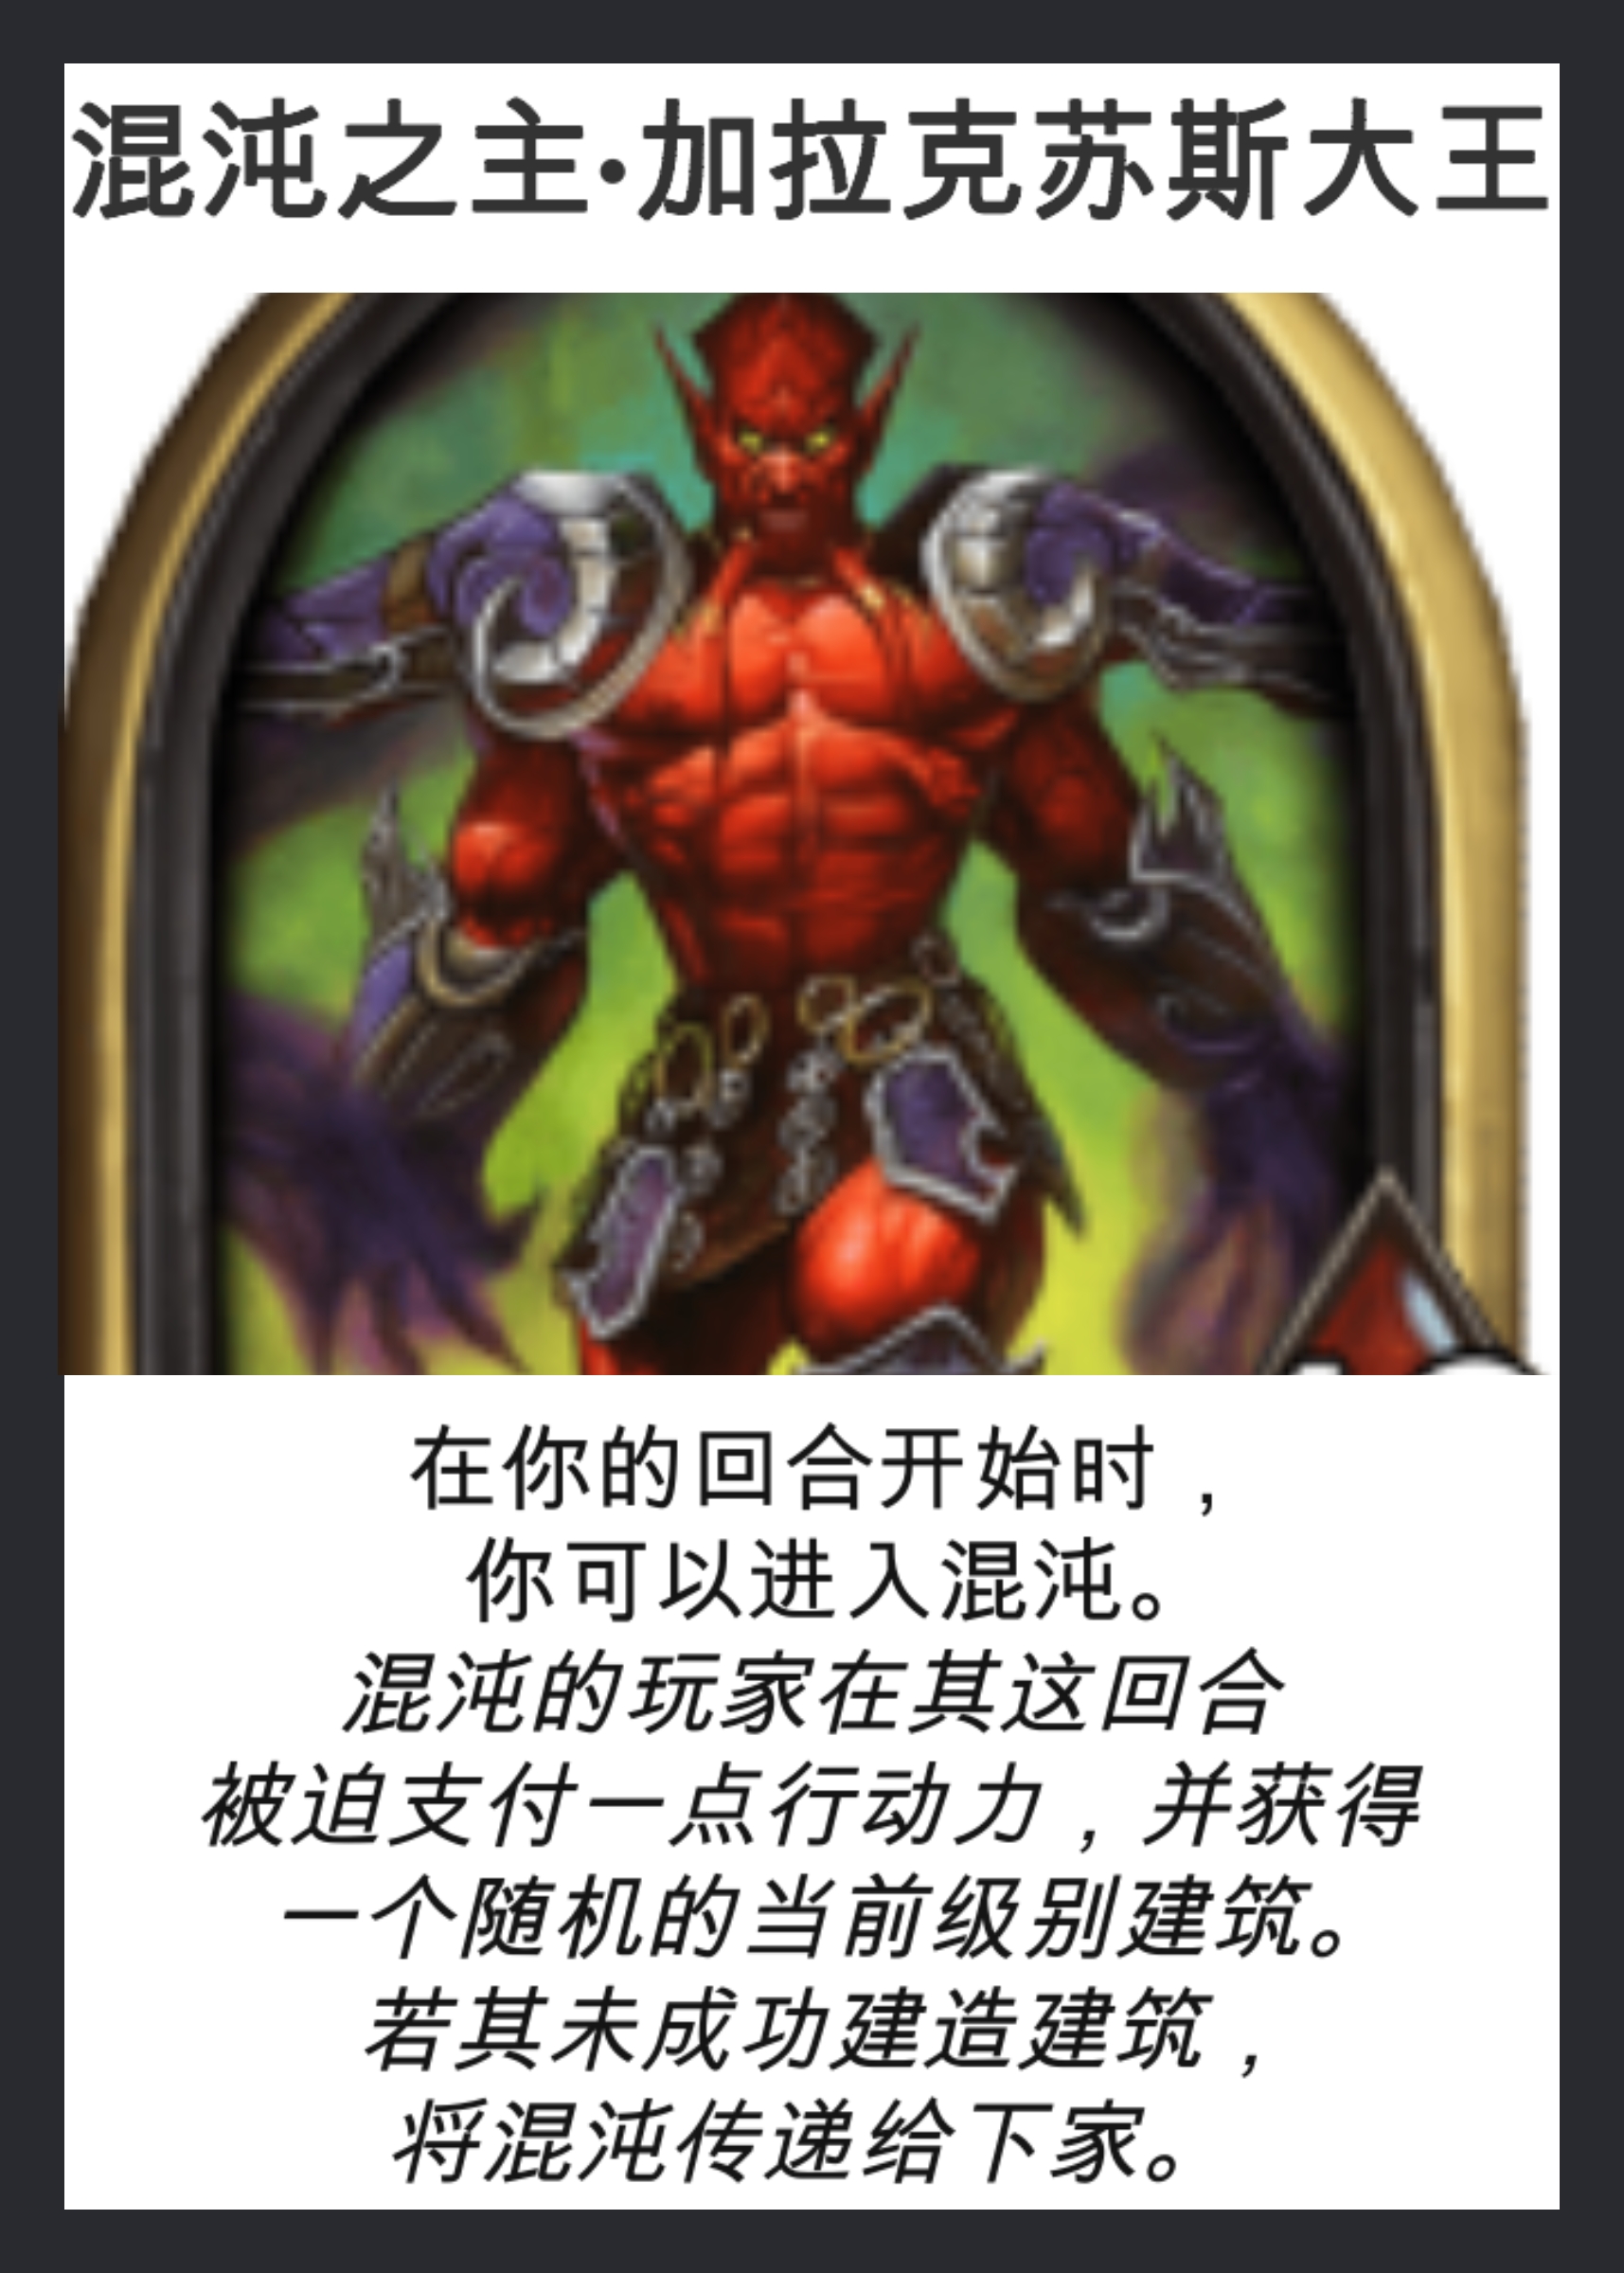 混沌之主·加拉克苏斯大王
在你的回合开始时，
你可以进入混沌。
混沌的玩家在其这回合
被迫支付一点行动力，并获得
一个随机的当前级别建筑。
若其未成功建造建筑，
将混沌传递给下家。